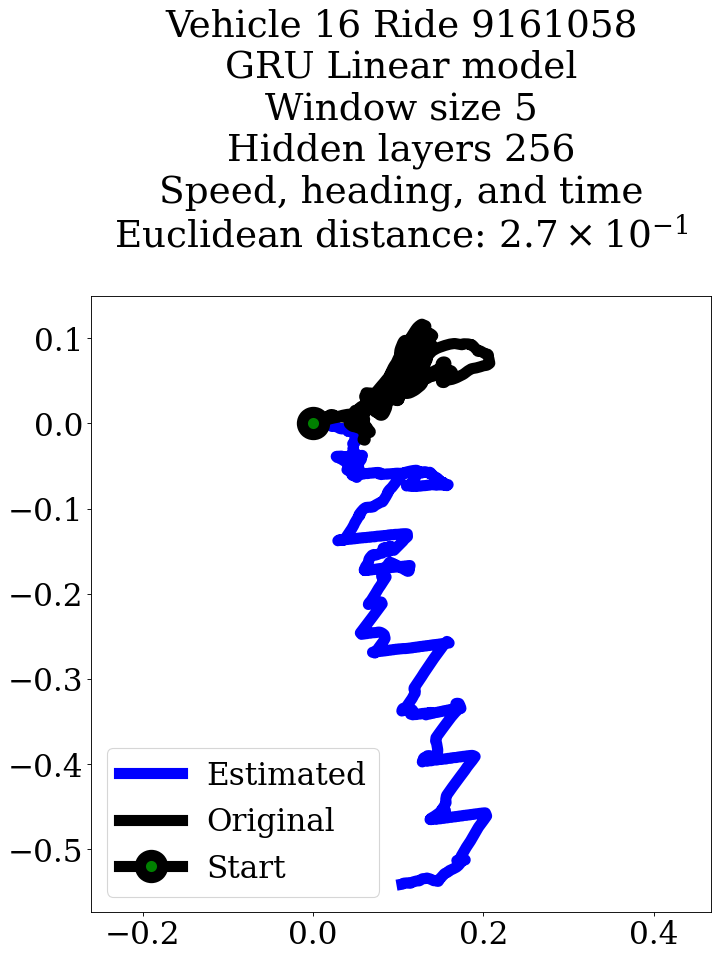 Vehicle 16 Ride 9161058
GRU Linear model
Window size 5
Hidden layers 256
Speed, heading, and time
Euclidean distance: 2.7 × 10⁻¹
0.1
0.0
−0.1
−0.2
−0.3
−0.4
−0.5
Estimated
Original
Start
−0.2 0.0 0.2 0.4